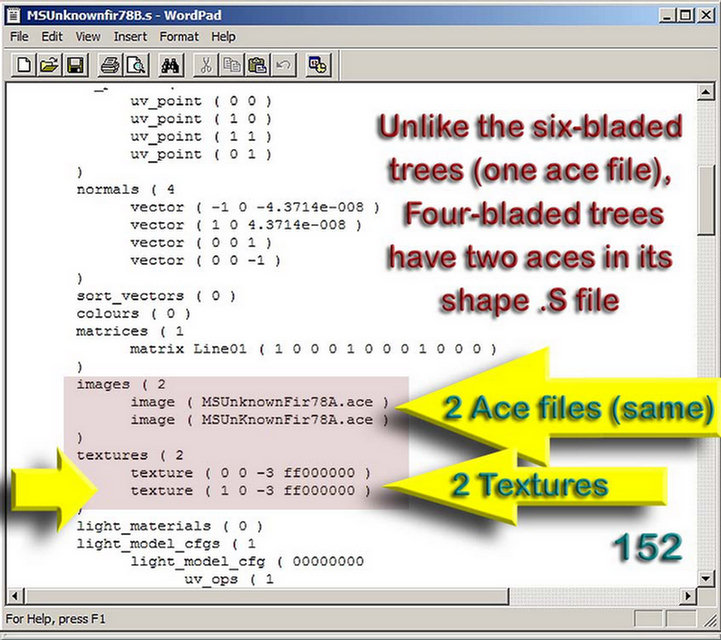 MSUnknownfir78B.s - WordPad
File Edit View Insert Format Help
uv_point ( 0 0 )
uv_point ( 1 0 )
uv_point ( 1 1 )
uv_point ( 0 1 )
)
normals ( 4
vector ( -1 0 -4.3714e-008 )
vector ( 1 0 4.3714e-008 )
vector ( 0 0 1 )
vector ( 0 0 -1 )
)
sort_vectors ( 0 )
colours ( 0 )
matrices ( 1
matrix Line01 ( 1 0 0 0 1 0 0 0 1 0 0 0 )
)
images ( 2
image ( MSUnknownFir78A.ace )
image ( MSUnKnownFir78A.ace )
)
textures ( 2
texture ( 0 0 -3 ff000000 )
texture ( 1 0 -3 ff000000 )
)
light_materials ( 0 )
light_model_cfgs ( 1
light_model_cfg ( 00000000
uv_ops ( 1
Unlike the six-bladed
trees (one ace file),
Four-bladed trees
have two aces in its
shape .S file
2 Ace files (same)
2 Textures
152
For Help, press F1